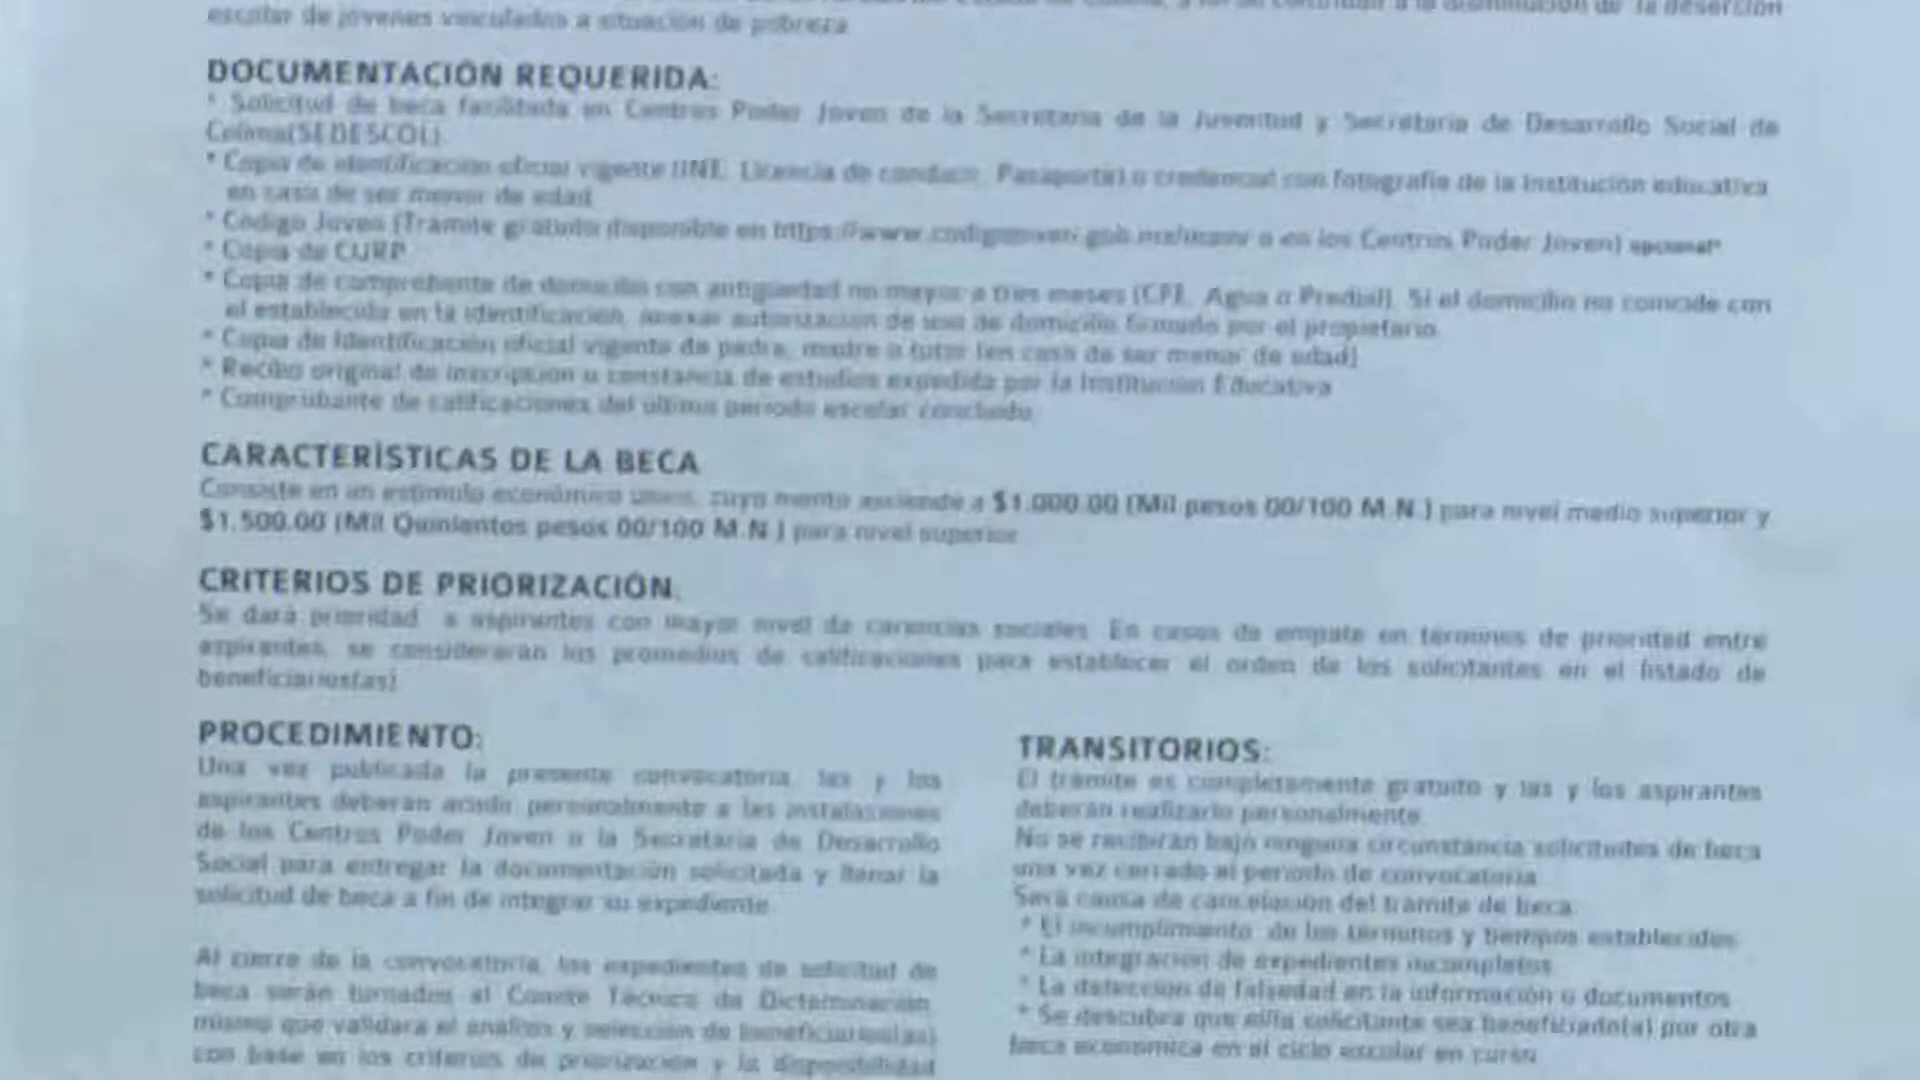 escolar de jóvenes vinculados a situación de pobreza
DOCUMENTACIÓN REQUERIDA:
* Solicitud de beca facilitada en Centros Poder Joven de la Secretaría de la Juventud y Secretaría de Desarrollo Social de
Colima(SEDESCOL).
* Copia de identificación oficial vigente (INE, Licencia de conducir, Pasaporte) o credencial con fotografía de la Institución educativa
en caso de ser menor de edad
* Código Joven (Trámite gratuito disponible en o en los Centros Poder Joven) opcional*
* Copia de CURP
* Copia de comprobante de domicilio con antigüedad no mayor a tres meses (CFE, Agua o Predial). Si el domicilio no coincide con
el establecido en la identificación, anexar autorización de uso de domicilio firmado por el propietario.
* Copia de identificación oficial vigente de padre, madre o tutor (en caso de ser menor de edad)
* Recibo original de inscripción o constancia de estudios expedida por la Institución Educativa
* Comprobante de calificaciones del último periodo escolar concluido
CARACTERÍSTICAS DE LA BECA
Consiste en un estímulo económico único, cuyo monto asciende a $1,000.00 (Mil pesos 00/100 M.N.) para nivel medio superior y
$1,500.00 (Mil Quinientos pesos 00/100 M.N.) para nivel superior
CRITERIOS DE PRIORIZACIÓN.
Se dará prioridad a aspirantes con mayor nivel de carencias sociales. En casos de empate en términos de prioridad entre
aspirantes, se considerarán los promedios de calificaciones para establecer el orden de los solicitantes en el listado de
beneficiarios(as)
PROCEDIMIENTO:
Una vez publicada la presente convocatoria, las y los
aspirantes deberán acudir personalmente a las instalaciones
de los Centros Poder Joven o la Secretaría de Desarrollo
Social para entregar la documentación solicitada y llenar la
solicitud de beca a fin de integrar su expediente
Al cierre de la convocatoria, los expedientes de solicitud de
beca serán turnados al Comité Técnico de Dictaminación,
mismo que validará el análisis y selección de beneficiarios(as)
con base en los criterios de priorización y la disponibilidad
TRANSITORIOS:
El trámite es completamente gratuito y las y los aspirantes
deberán realizarlo personalmente
No se recibirán bajo ninguna circunstancia solicitudes de beca
una vez cerrado el periodo de convocatoria
Será causa de cancelación del trámite de beca:
* El incumplimiento de los términos y tiempos establecidos
* La integración de expedientes incompletos
* La detección de falsedad en la información o documentos
* Se descubra que el/la solicitante sea beneficiado(a) por otra
beca económica en el ciclo escolar en curso